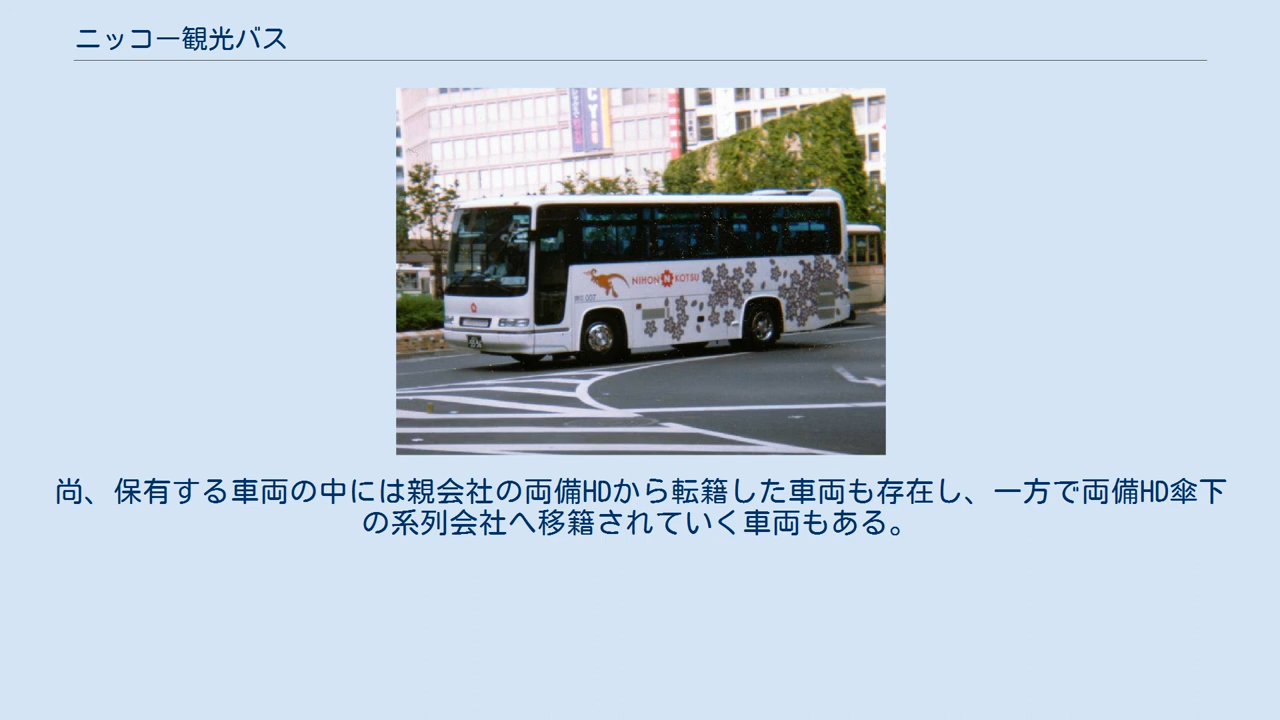 ニッコー観光バス
NIHON N KOTSU
尚、保有する車両の中には親会社の両備HDから転籍した車両も存在し、一方で両備HD傘下
の系列会社へ移籍されていく車両もある。